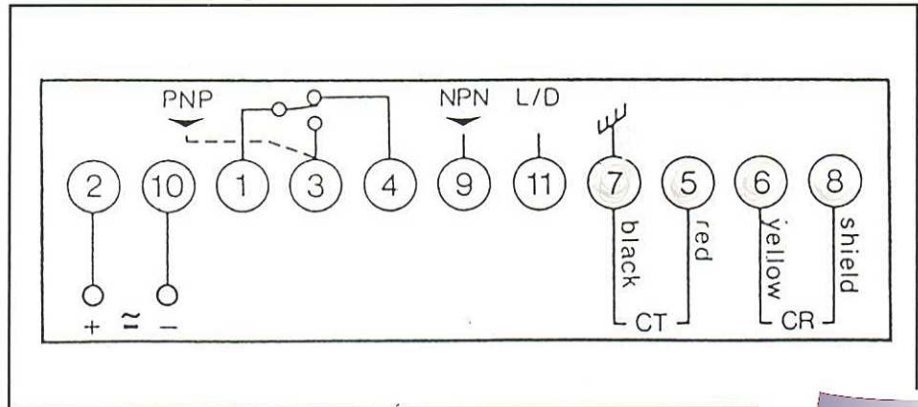 PNP NPN L/D
2 10 1 3 4 9 11 7 5 6 8
black red yellow shield
+ ≂ −
CT CR